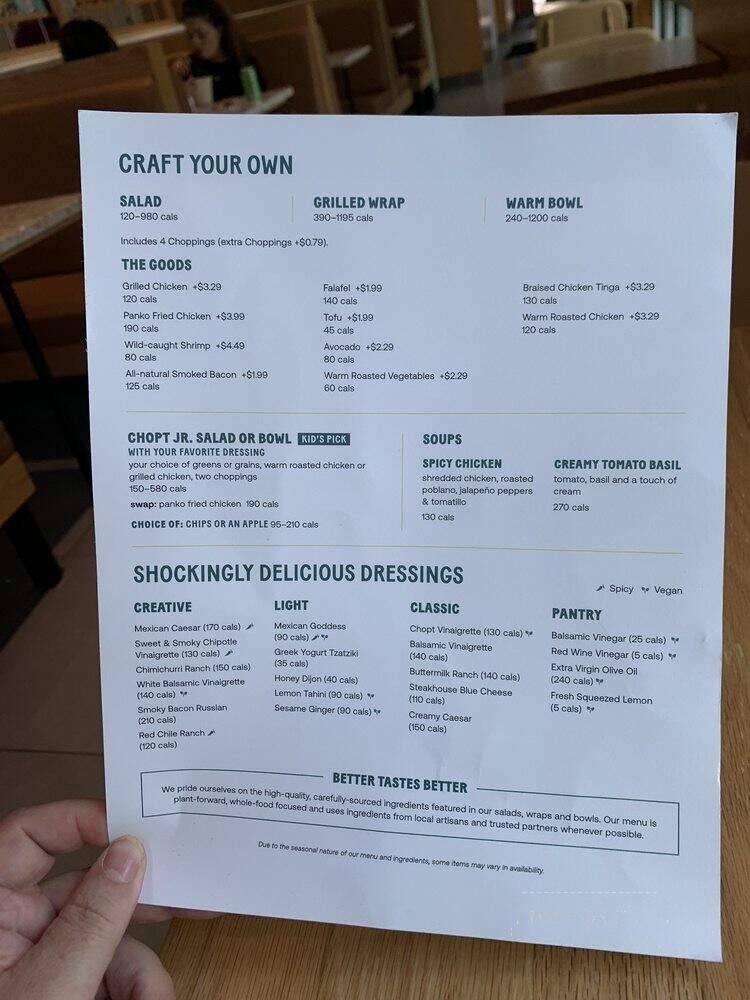 CRAFT YOUR OWN
SALAD
120–980 cals
GRILLED WRAP
390–1195 cals
WARM BOWL
240–1200 cals
Includes 4 Choppings (extra Choppings +$0.79).
THE GOODS
Grilled Chicken +$3.29
120 cals
Panko Fried Chicken +$3.99
190 cals
Wild-caught Shrimp +$4.49
80 cals
All-natural Smoked Bacon +$1.99
125 cals
Falafel +$1.99
140 cals
Tofu +$1.99
45 cals
Avocado +$2.29
80 cals
Warm Roasted Vegetables +$2.29
60 cals
Braised Chicken Tinga +$3.29
130 cals
Warm Roasted Chicken +$3.29
120 cals
CHOPT JR. SALAD OR BOWL KID'S PICK
WITH YOUR FAVORITE DRESSING
your choice of greens or grains, warm roasted chicken or
grilled chicken, two choppings
150–580 cals
swap: panko fried chicken 190 cals
CHOICE OF: CHIPS OR AN APPLE 95–210 cals
SOUPS
SPICY CHICKEN
shredded chicken, roasted
poblano, jalapeño peppers
& tomatillo
130 cals
CREAMY TOMATO BASIL
tomato, basil and a touch of
cream
270 cals
SHOCKINGLY DELICIOUS DRESSINGS
Spicy Vegan
CREATIVE
Mexican Caesar (170 cals)
Sweet & Smoky Chipotle
Vinaigrette (130 cals)
Chimichurri Ranch (150 cals)
White Balsamic Vinaigrette
(140 cals)
Smoky Bacon Russian
(210 cals)
Red Chile Ranch
(120 cals)
LIGHT
Mexican Goddess
(90 cals)
Greek Yogurt Tzatziki
(35 cals)
Honey Dijon (40 cals)
Lemon Tahini (90 cals)
Sesame Ginger (90 cals)
CLASSIC
Chopt Vinaigrette (130 cals)
Balsamic Vinaigrette
(140 cals)
Buttermilk Ranch (140 cals)
Steakhouse Blue Cheese
(110 cals)
Creamy Caesar
(150 cals)
PANTRY
Balsamic Vinegar (25 cals)
Red Wine Vinegar (5 cals)
Extra Virgin Olive Oil
(240 cals)
Fresh Squeezed Lemon
(5 cals)
BETTER TASTES BETTER
We pride ourselves on the high-quality, carefully-sourced ingredients featured in our salads, wraps and bowls. Our menu is
plant-forward, whole-food focused and uses ingredients from local artisans and trusted partners whenever possible.
Due to the seasonal nature of our menu and ingredients, some items may vary in availability.